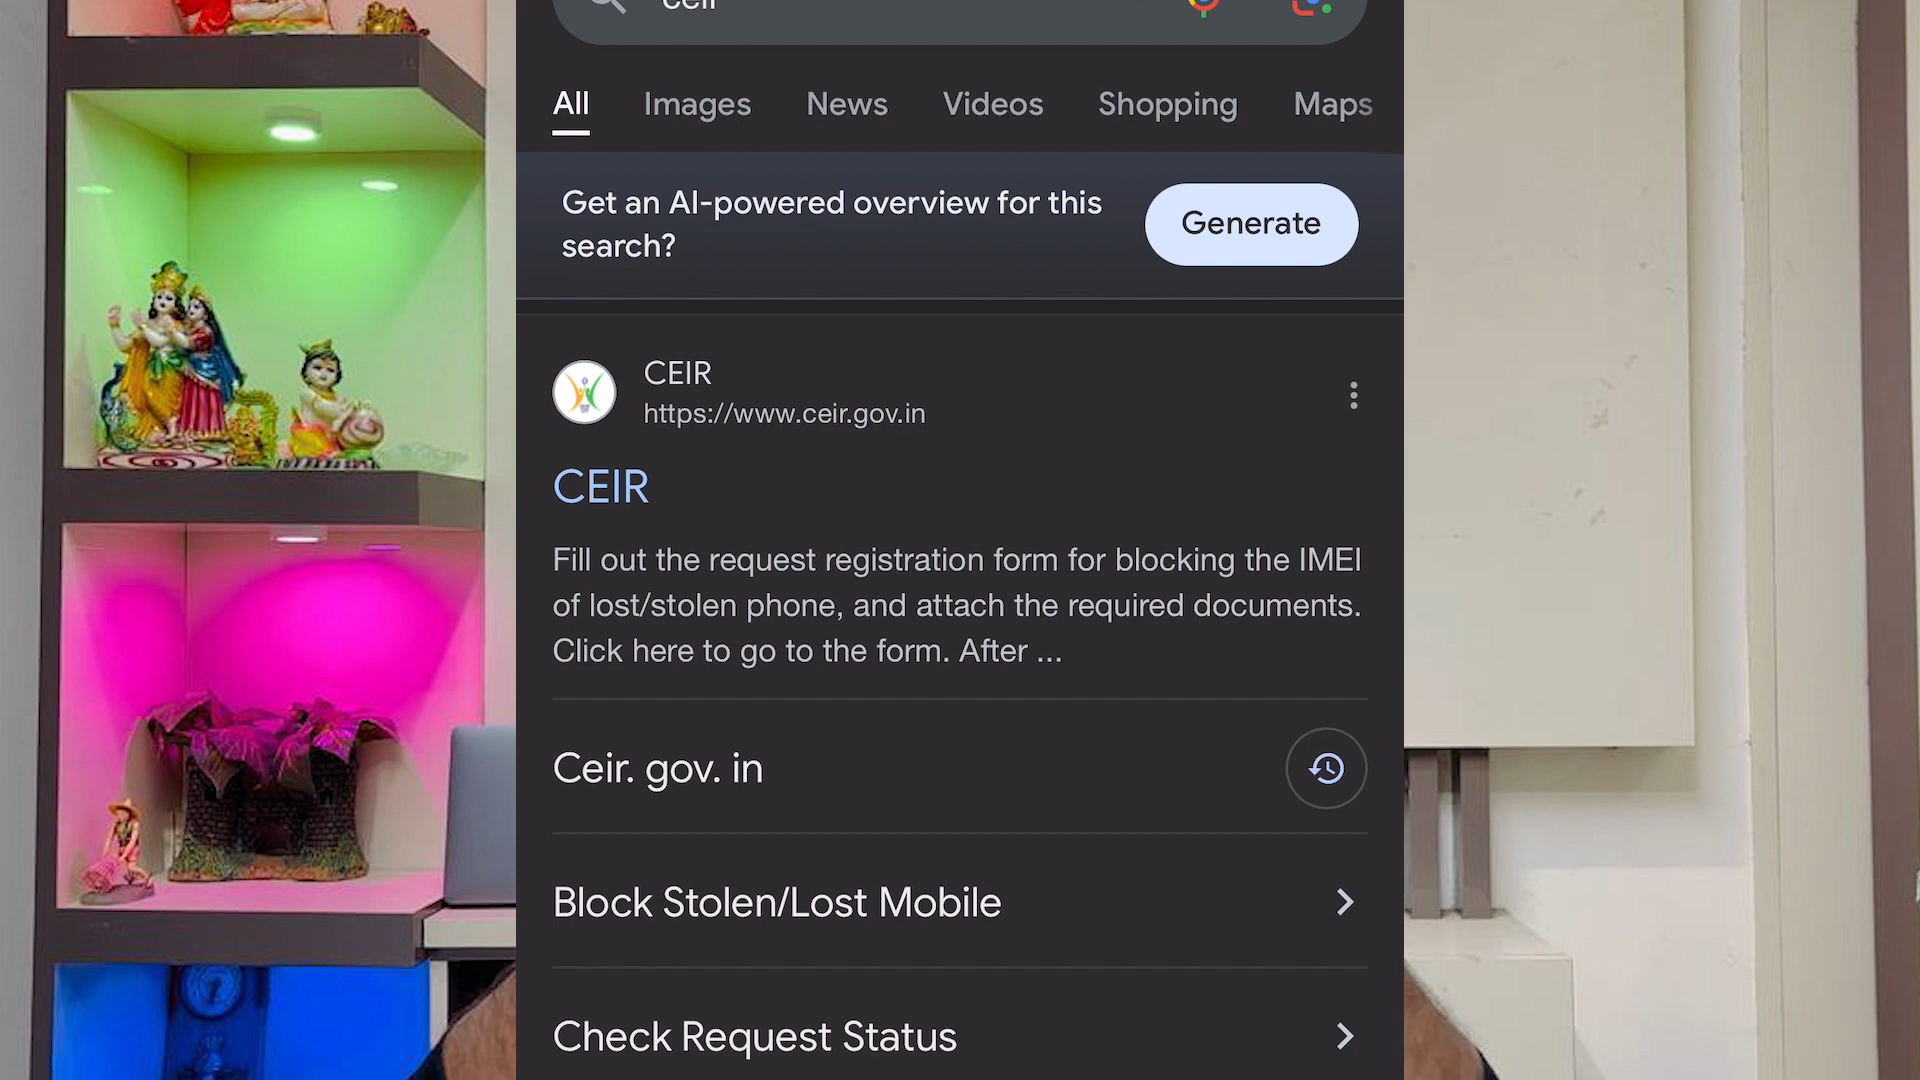 ceir
All Images News Videos Shopping Maps
Get an AI-powered overview for this
search?
Generate
CEIR
https://www.ceir.gov.in
CEIR
Fill out the request registration form for blocking the IMEI
of lost/stolen phone, and attach the required documents.
Click here to go to the form. After ...
Ceir. gov. in
Block Stolen/Lost Mobile
Check Request Status